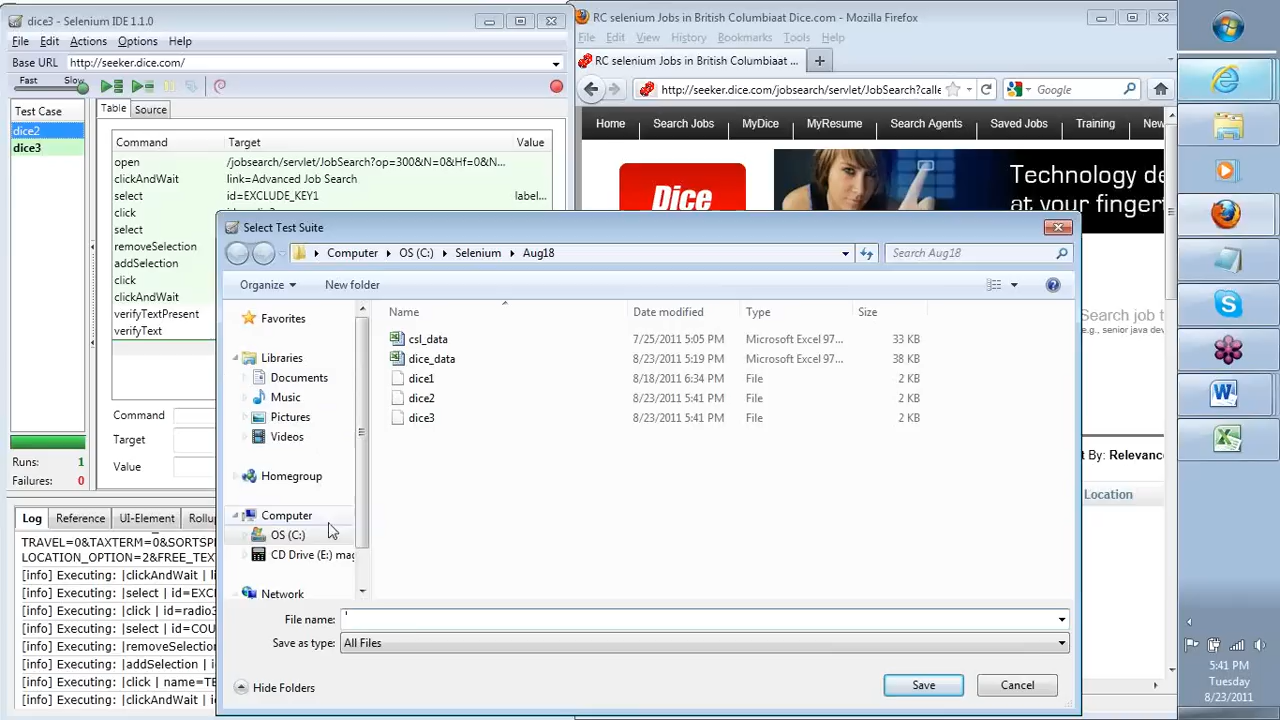 dice3 - Selenium IDE 1.1.0
File Edit Actions Options Help
Base URL http://seeker.dice.com/
Fast Slow
Test Case
dice2
dice3
Table Source
Command Target Value
open /jobsearch/servlet/JobSearch?op=300&N=0&Hf=0&N...
clickAndWait link=Advanced Job Search
select id=EXCLUDE_KEY1 label...
click
select
removeSelection
addSelection
click
clickAndWait
verifyTextPresent
verifyText
Command
Target
Value
Runs: 1
Failures: 0
Log Reference UI-Element Rollu
TRAVEL=0&TAXTERM=0&SORTSP
LOCATION_OPTION=2&FREE_TEX
[info] Executing: |clickAndWait | li
[info] Executing: |select | id=EXC
[info] Executing: |click | id=radio3
[info] Executing: |select | id=COU
[info] Executing: |removeSelection
[info] Executing: |addSelection | n
[info] Executing: |click | name=TE
[info] Executing: |clickAndWait | id
RC selenium Jobs in British Columbiaat Dice.com - Mozilla Firefox
File Edit View History Bookmarks Tools Help
RC selenium Jobs in British Columbiaat Dice.com ...
http://seeker.dice.com/jobsearch/servlet/JobSearch?calle
Google
Home Search Jobs MyDice MyResume Search Agents Saved Jobs Training New
Dice
Technology de
at your fingert
Search job t
e.g., senior java dev
t By: Relevance
Location
Select Test Suite
Computer OS (C:) Selenium Aug18
Search Aug18
Organize New folder
Favorites
Libraries
Documents
Music
Pictures
Videos
Homegroup
Computer
OS (C:)
CD Drive (E:) mag
Network
Name Date modified Type Size
csl_data 7/25/2011 5:05 PM Microsoft Excel 97... 33 KB
dice_data 8/23/2011 5:19 PM Microsoft Excel 97... 38 KB
dice1 8/18/2011 6:34 PM File 2 KB
dice2 8/23/2011 5:41 PM File 2 KB
dice3 8/23/2011 5:41 PM File 2 KB
File name: '
Save as type: All Files
Hide Folders
Save Cancel
5:41 PM
Tuesday
8/23/2011